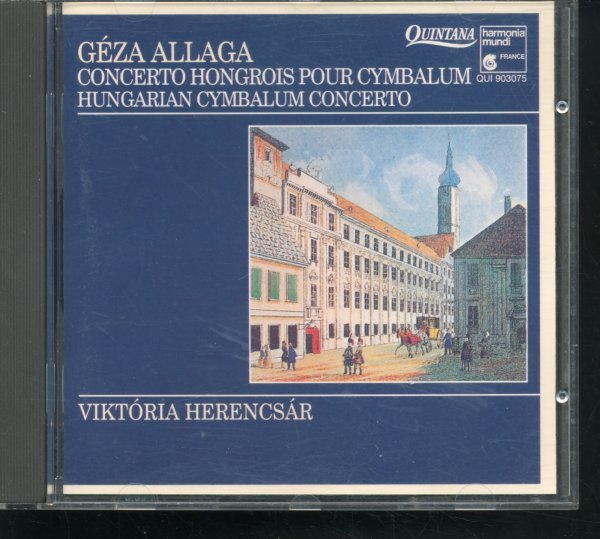 GÉZA ALLAGA
CONCERTO HONGROIS POUR CYMBALUM
HUNGARIAN CYMBALUM CONCERTO
QUINTANA
harmonia
mundi
FRANCE
QUI 903075
VIKTÓRIA HERENCSÁR